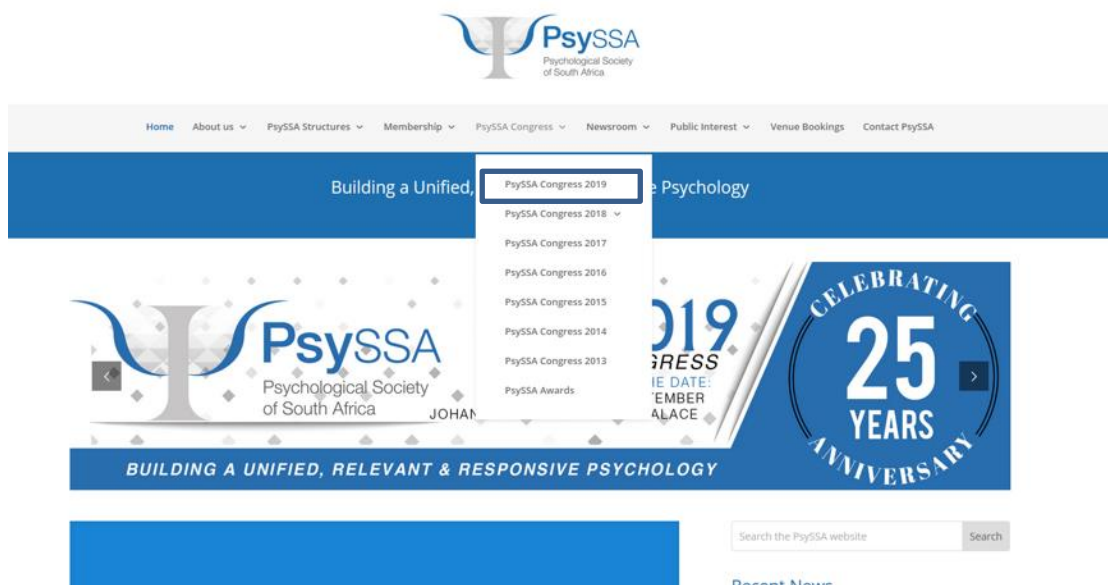 PsySSA
Psychological Society
of South Africa
Home About us PsySSA Structures Membership PsySSA Congress Newsroom Public Interest Venue Bookings Contact PsySSA
Building a Unified, Psychology
PsySSA Congress 2019
PsySSA Congress 2018
PsySSA Congress 2017
PsySSA Congress 2016
PsySSA Congress 2015
PsySSA Congress 2014
PsySSA Congress 2013
PsySSA Awards
PsySSA
Psychological Society
of South Africa
JOHAN
019
GRESS
E DATE:
EMBER
ALACE
CELEBRATING
25
YEARS
ANNIVERSARY
BUILDING A UNIFIED, RELEVANT & RESPONSIVE PSYCHOLOGY
Search the PsySSA website Search
Recent News